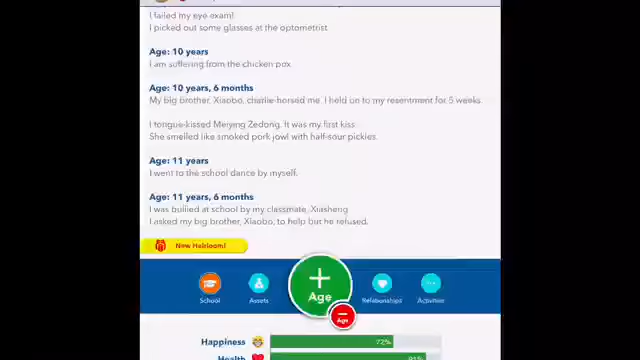 I failed my eye exam!
I picked out some glasses at the optometrist.
Age: 10 years
I am suffering from the chicken pox.
Age: 10 years, 6 months
My big brother, Xiaobo, charlie-horsed me. I held on to my resentment for 5 weeks.
I tongue-kissed Meiying Zedong. It was my first kiss.
She smelled like smoked pork jowl with half-sour pickles.
Age: 11 years
I went to the school dance by myself.
Age: 11 years, 6 months
I was bullied at school by my classmate, Xiasheng
I asked my big brother, Xiaobo, to help but he refused.
New Heirloom!
School
Assets
+
Age
Relationships
Activities
Age
Happiness
72%
Health
91%